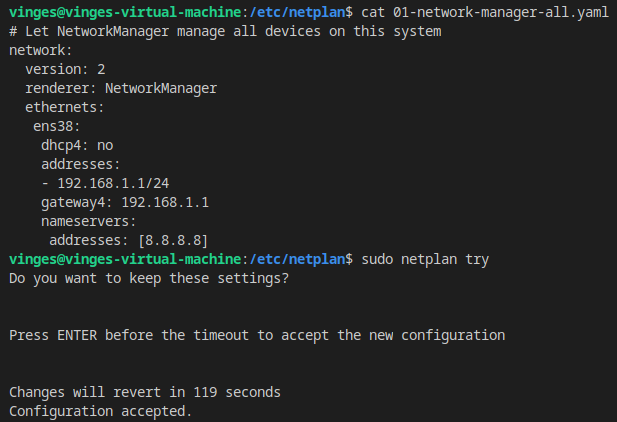 vinges@vinges-virtual-machine:/etc/netplan$ cat 01-network-manager-all.yaml
# Let NetworkManager manage all devices on this system
network:
  version: 2
  renderer: NetworkManager
  ethernets:
   ens38:
    dhcp4: no
    addresses:
    - 192.168.1.1/24
    gateway4: 192.168.1.1
    nameservers:
     addresses: [8.8.8.8]
vinges@vinges-virtual-machine:/etc/netplan$ sudo netplan try
Do you want to keep these settings?
Press ENTER before the timeout to accept the new configuration
Changes will revert in 119 seconds
Configuration accepted.